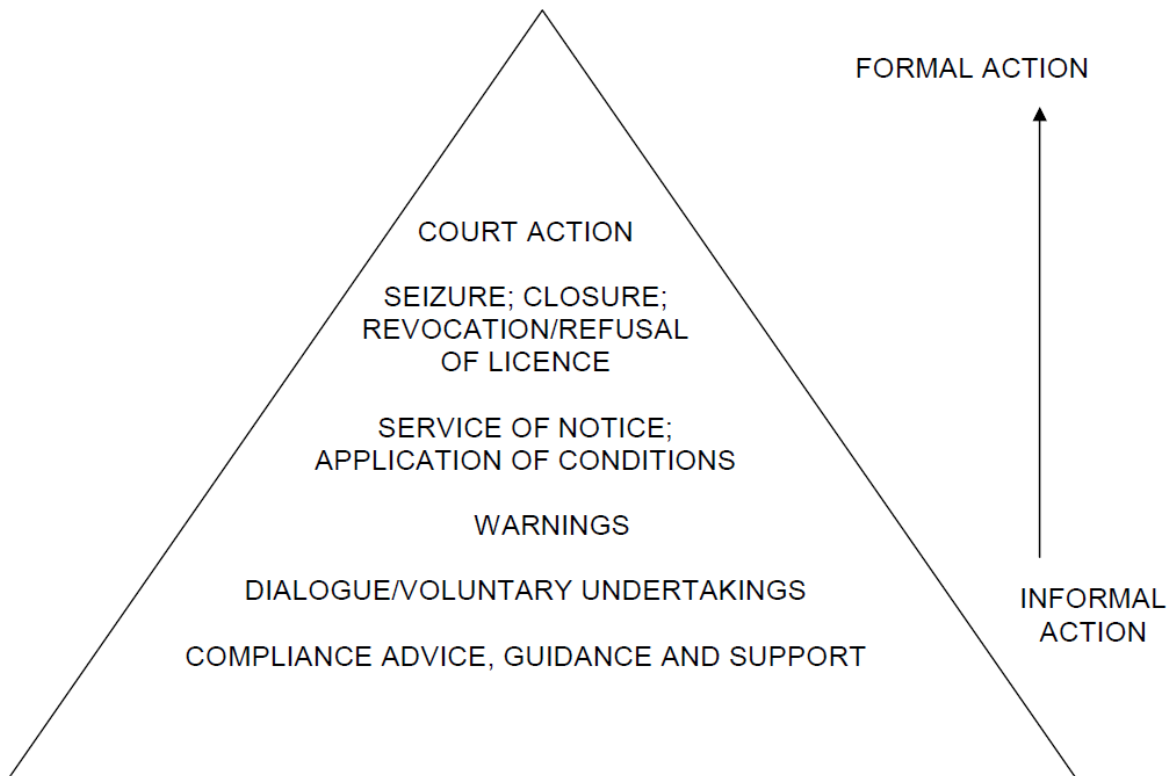 FORMAL ACTION
COURT ACTION
SEIZURE; CLOSURE;
REVOCATION/REFUSAL
OF LICENCE
SERVICE OF NOTICE;
APPLICATION OF CONDITIONS
WARNINGS
DIALOGUE/VOLUNTARY UNDERTAKINGS
COMPLIANCE ADVICE, GUIDANCE AND SUPPORT
INFORMAL
ACTION